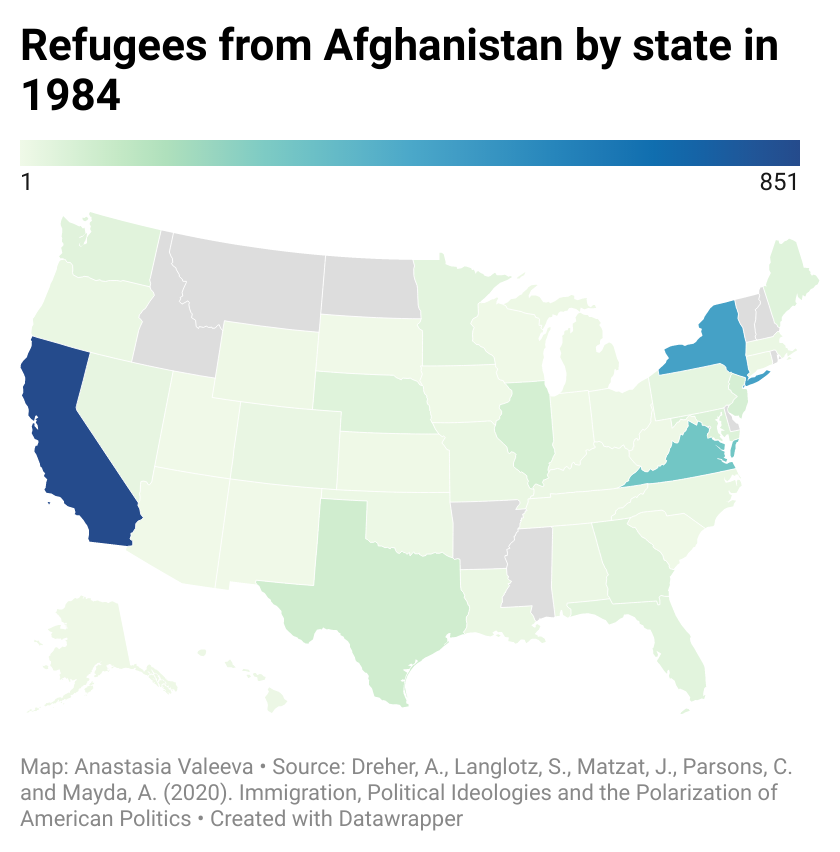 Refugees from Afghanistan by state in
1984
1
851
Map: Anastasia Valeeva • Source: Dreher, A., Langlotz, S., Matzat, J., Parsons, C.
and Mayda, A. (2020). Immigration, Political Ideologies and the Polarization of
American Politics • Created with Datawrapper